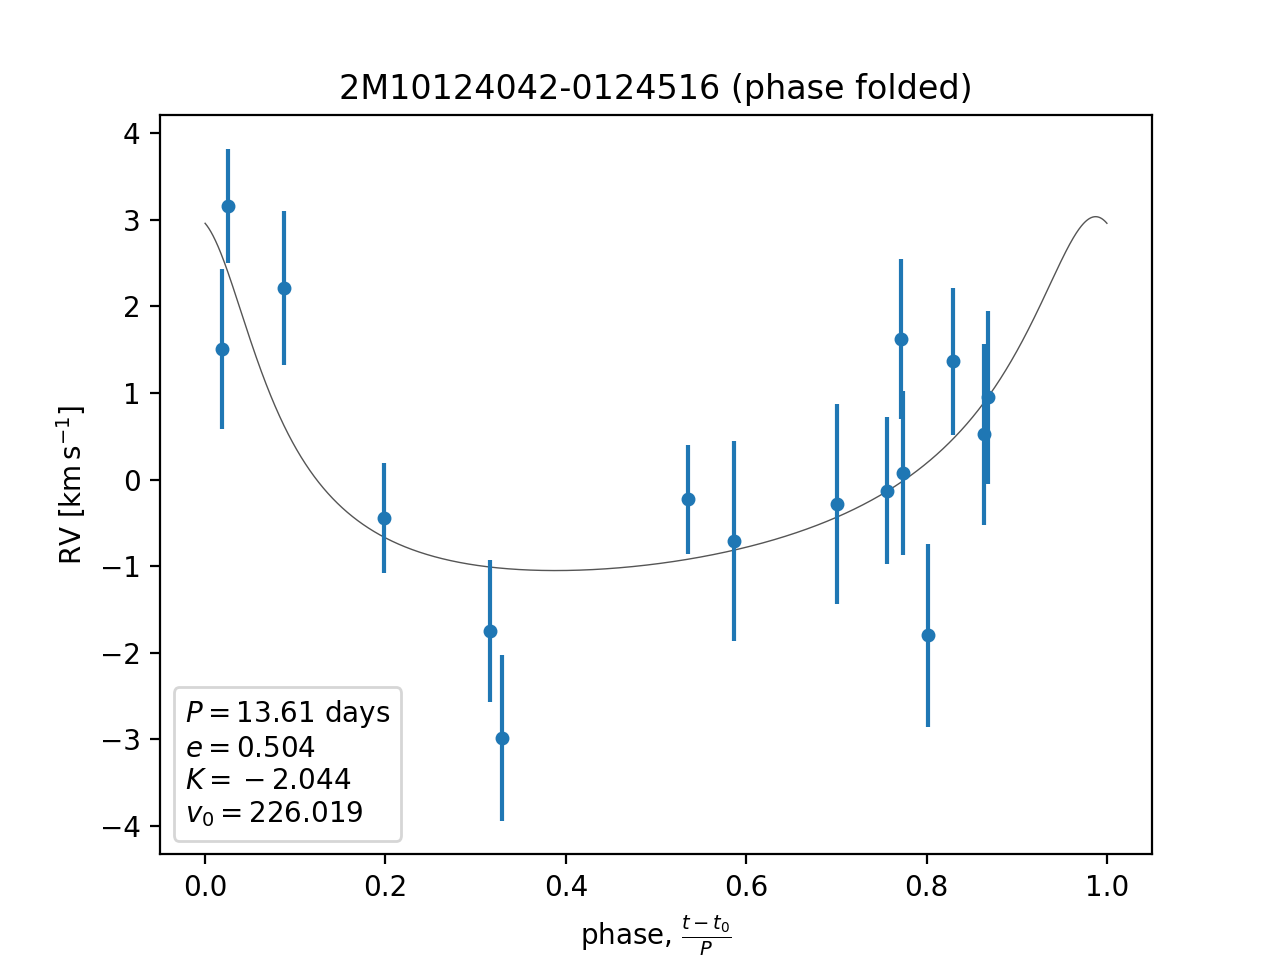 2M10124042-0124516 (phase folded)
4
3
2
1
0
−1
−2
−3
−4
RV [km s⁻¹]
P = 13.61 days
e = 0.504
K = −2.044
v₀ = 226.019
0.0 0.2 0.4 0.6 0.8 1.0
phase, (t − t₀)/P